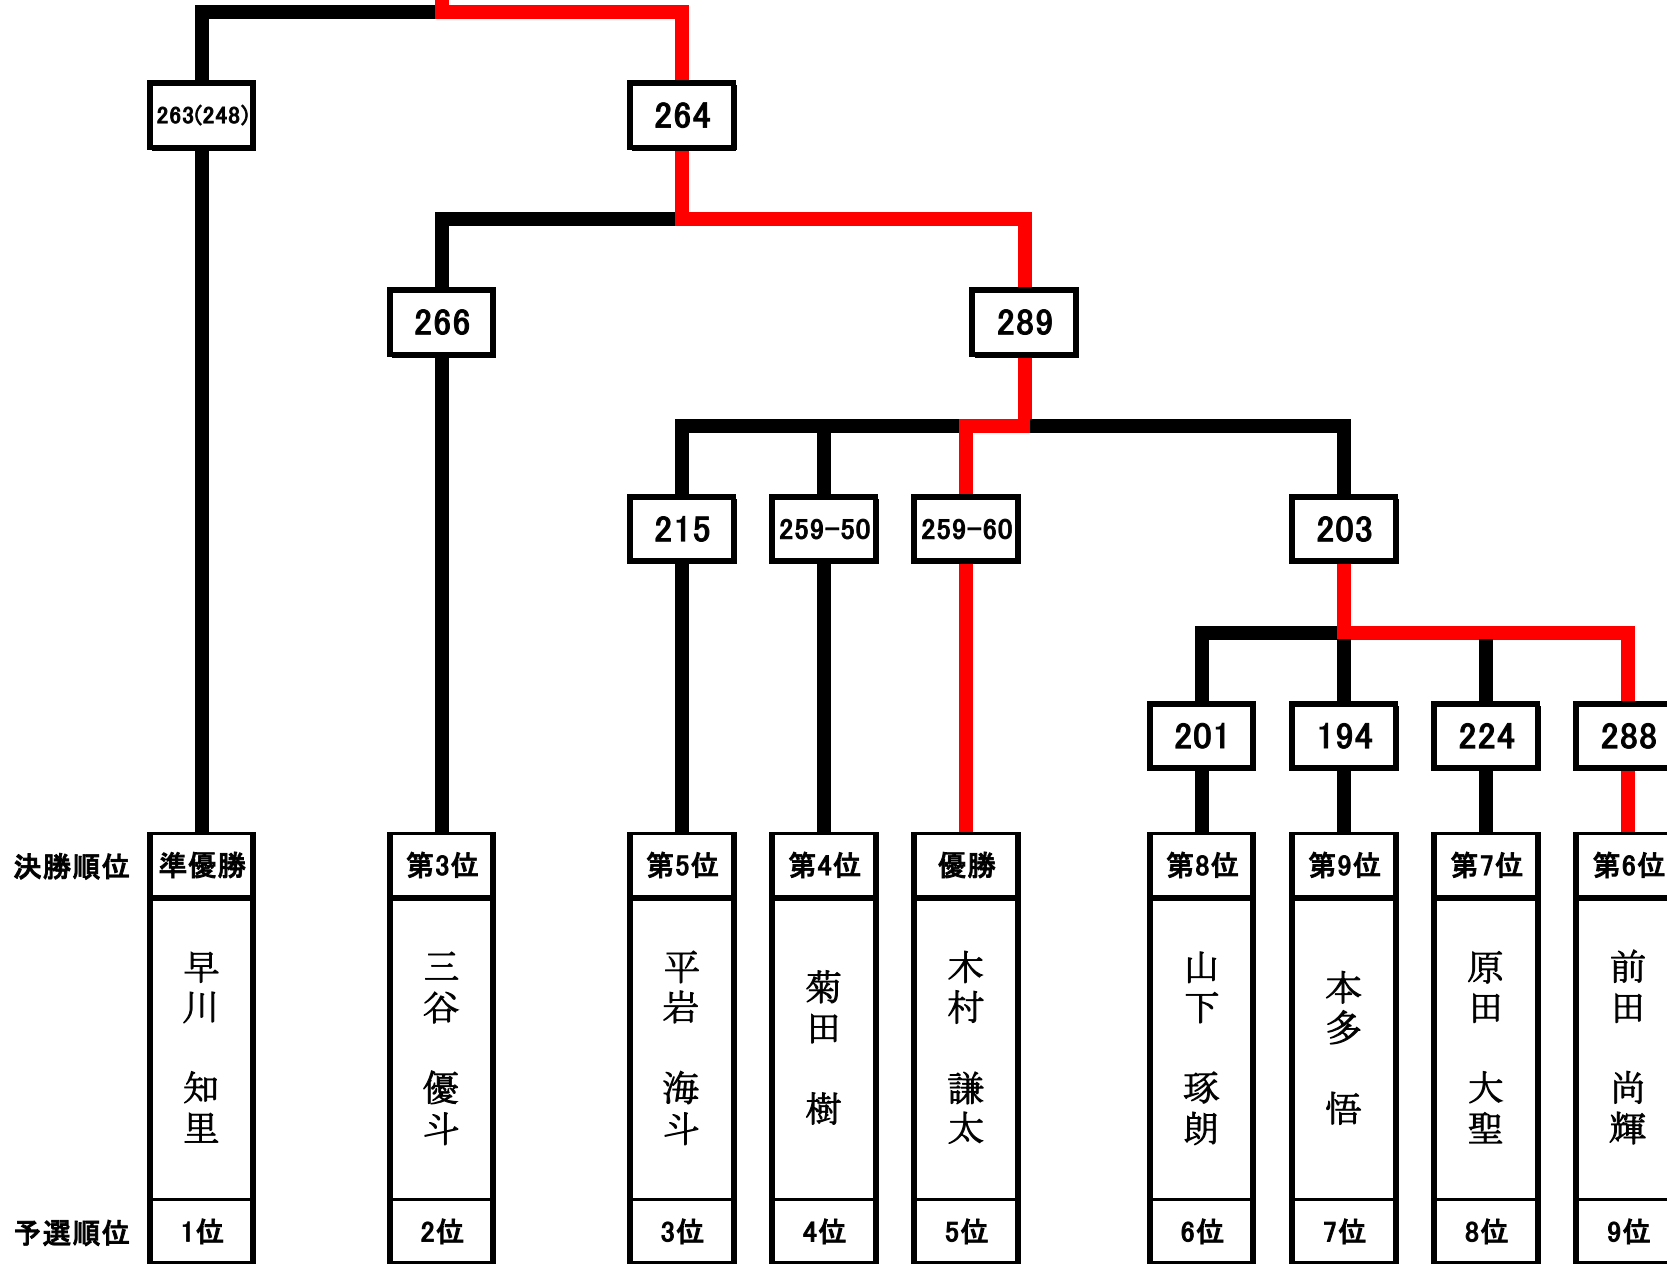 263(248)
264
266
289
215
259-50
259-60
203
201
194
224
288
決勝順位
準優勝
第3位
第5位
第4位
優勝
第8位
第9位
第7位
第6位
早川 知里
三谷 優斗
平岩 海斗
菊田 樹
木村 謙太
山下 琢朗
本多 悟
原田 大聖
前田 尚輝
予選順位
1位
2位
3位
4位
5位
6位
7位
8位
9位